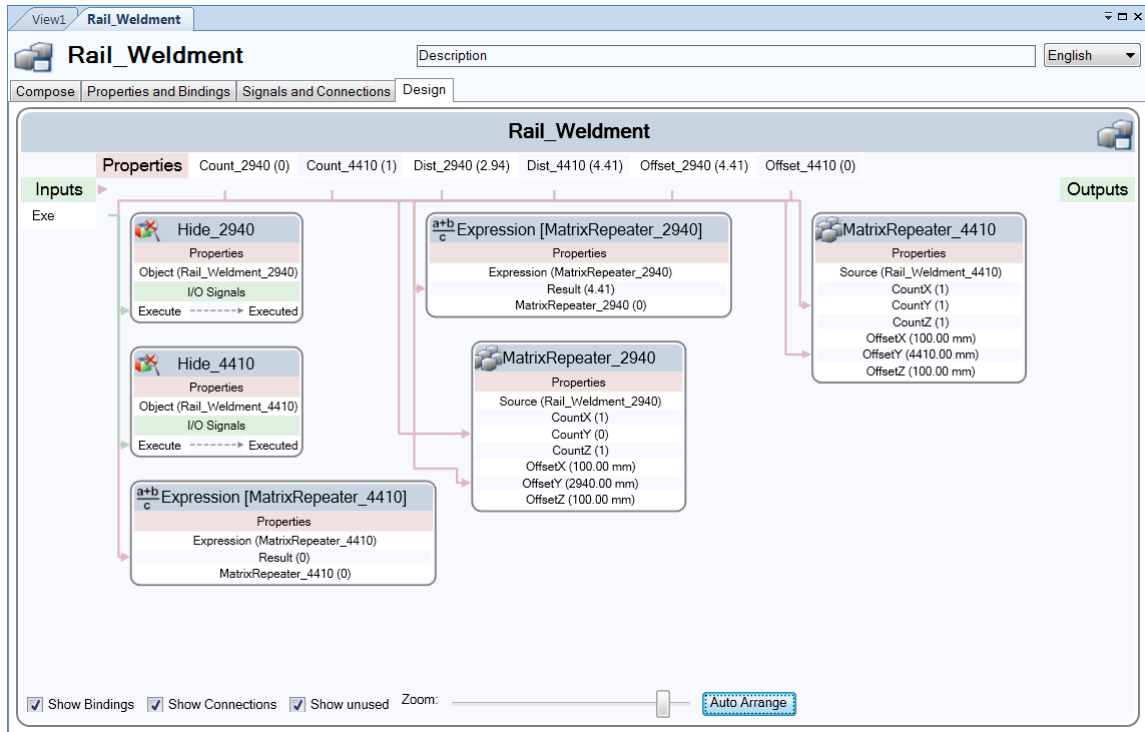 View1 Rail_Weldment
Rail_Weldment Description English
Compose Properties and Bindings Signals and Connections Design
Rail_Weldment
Properties Count_2940 (0) Count_4410 (1) Dist_2940 (2.94) Dist_4410 (4.41) Offset_2940 (4.41) Offset_4410 (0)
Inputs Outputs
Exe
Hide_2940
Properties
Object (Rail_Weldment_2940)
I/O Signals
Execute Executed
Hide_4410
Properties
Object (Rail_Weldment_4410)
I/O Signals
Execute Executed
a+b
c
Expression [MatrixRepeater_4410]
Properties
Expression (MatrixRepeater_4410)
Result (0)
MatrixRepeater_4410 (0)
a+b
c
Expression [MatrixRepeater_2940]
Properties
Expression (MatrixRepeater_2940)
Result (4.41)
MatrixRepeater_2940 (0)
MatrixRepeater_2940
Properties
Source (Rail_Weldment_2940)
CountX (1)
CountY (0)
CountZ (1)
OffsetX (100.00 mm)
OffsetY (2940.00 mm)
OffsetZ (100.00 mm)
MatrixRepeater_4410
Properties
Source (Rail_Weldment_4410)
CountX (1)
CountY (1)
CountZ (1)
OffsetX (100.00 mm)
OffsetY (4410.00 mm)
OffsetZ (100.00 mm)
Show Bindings Show Connections Show unused Zoom: Auto Arrange